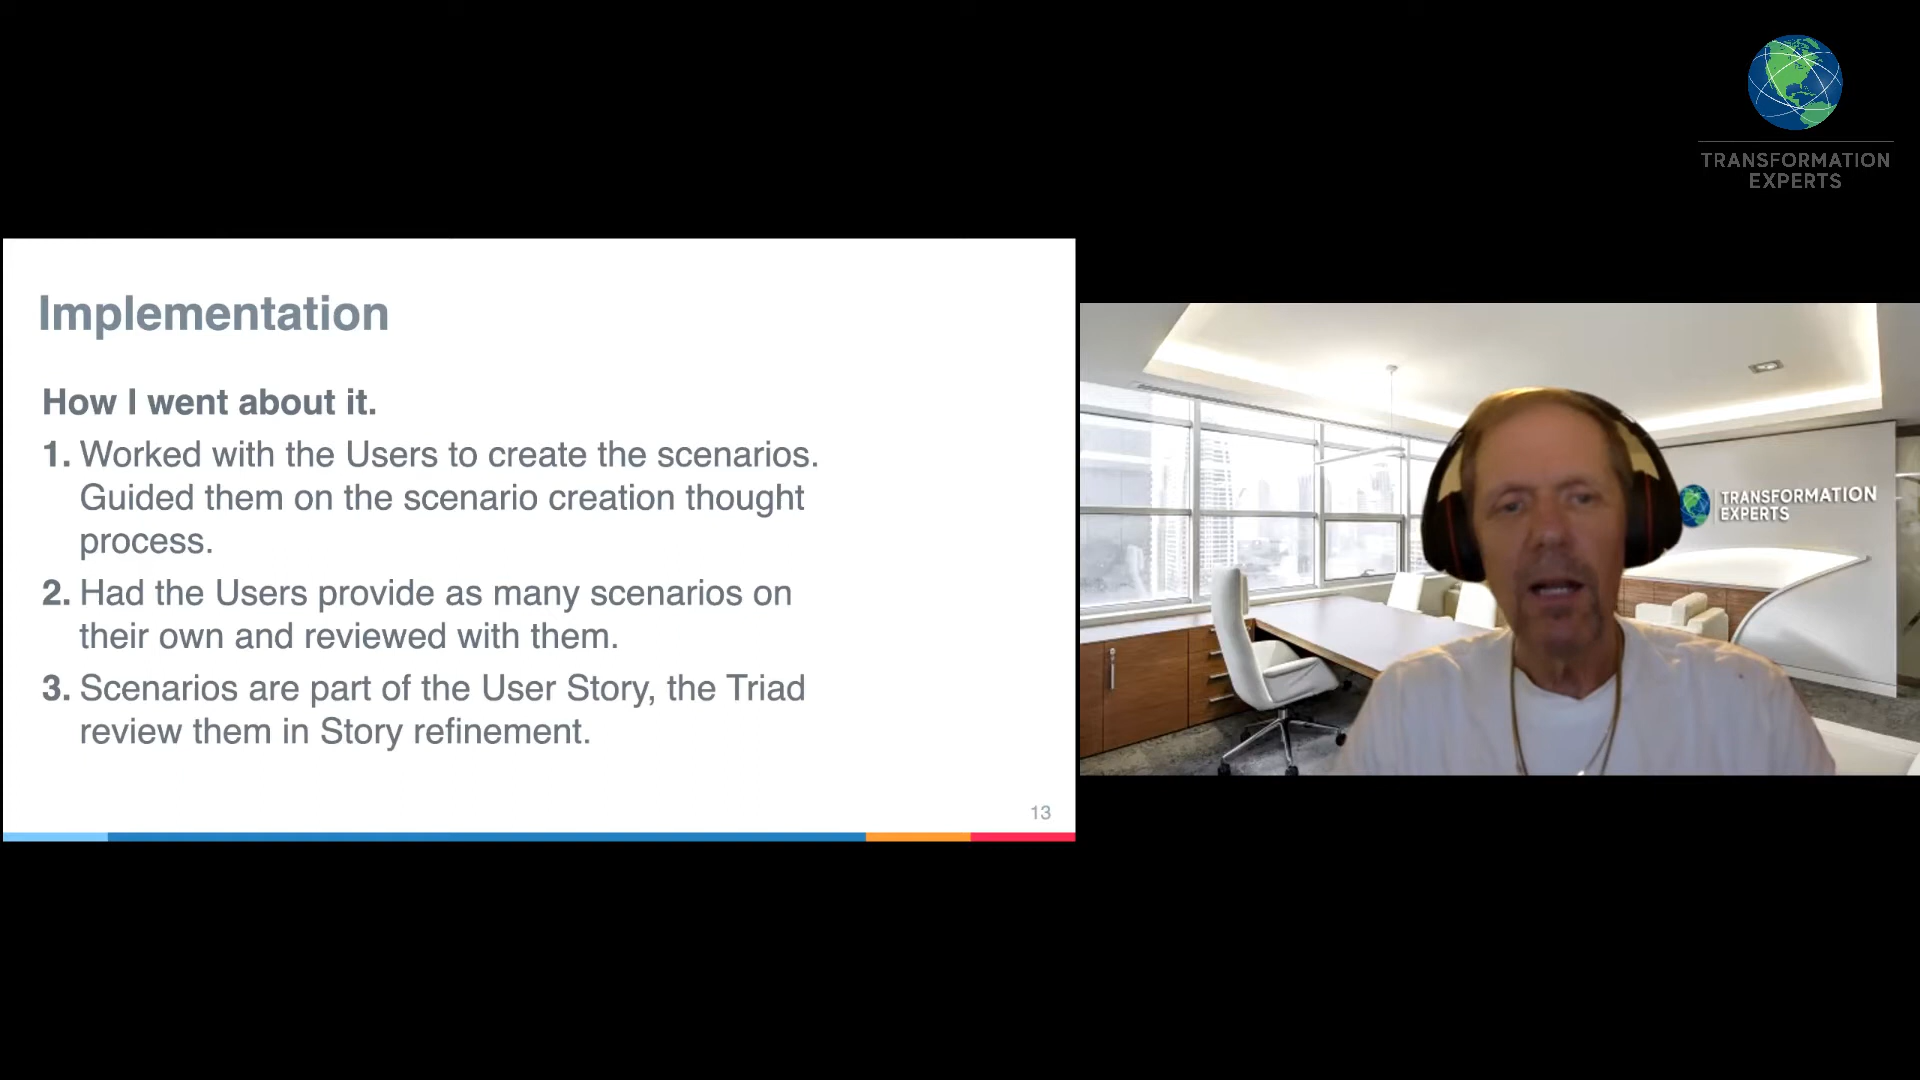 TRANSFORMATION
EXPERTS
Implementation
How I went about it.
1. Worked with the Users to create the scenarios.
Guided them on the scenario creation thought
process.
2. Had the Users provide as many scenarios on
their own and reviewed with them.
3. Scenarios are part of the User Story, the Triad
review them in Story refinement.
13
TRANSFORMATION
EXPERTS